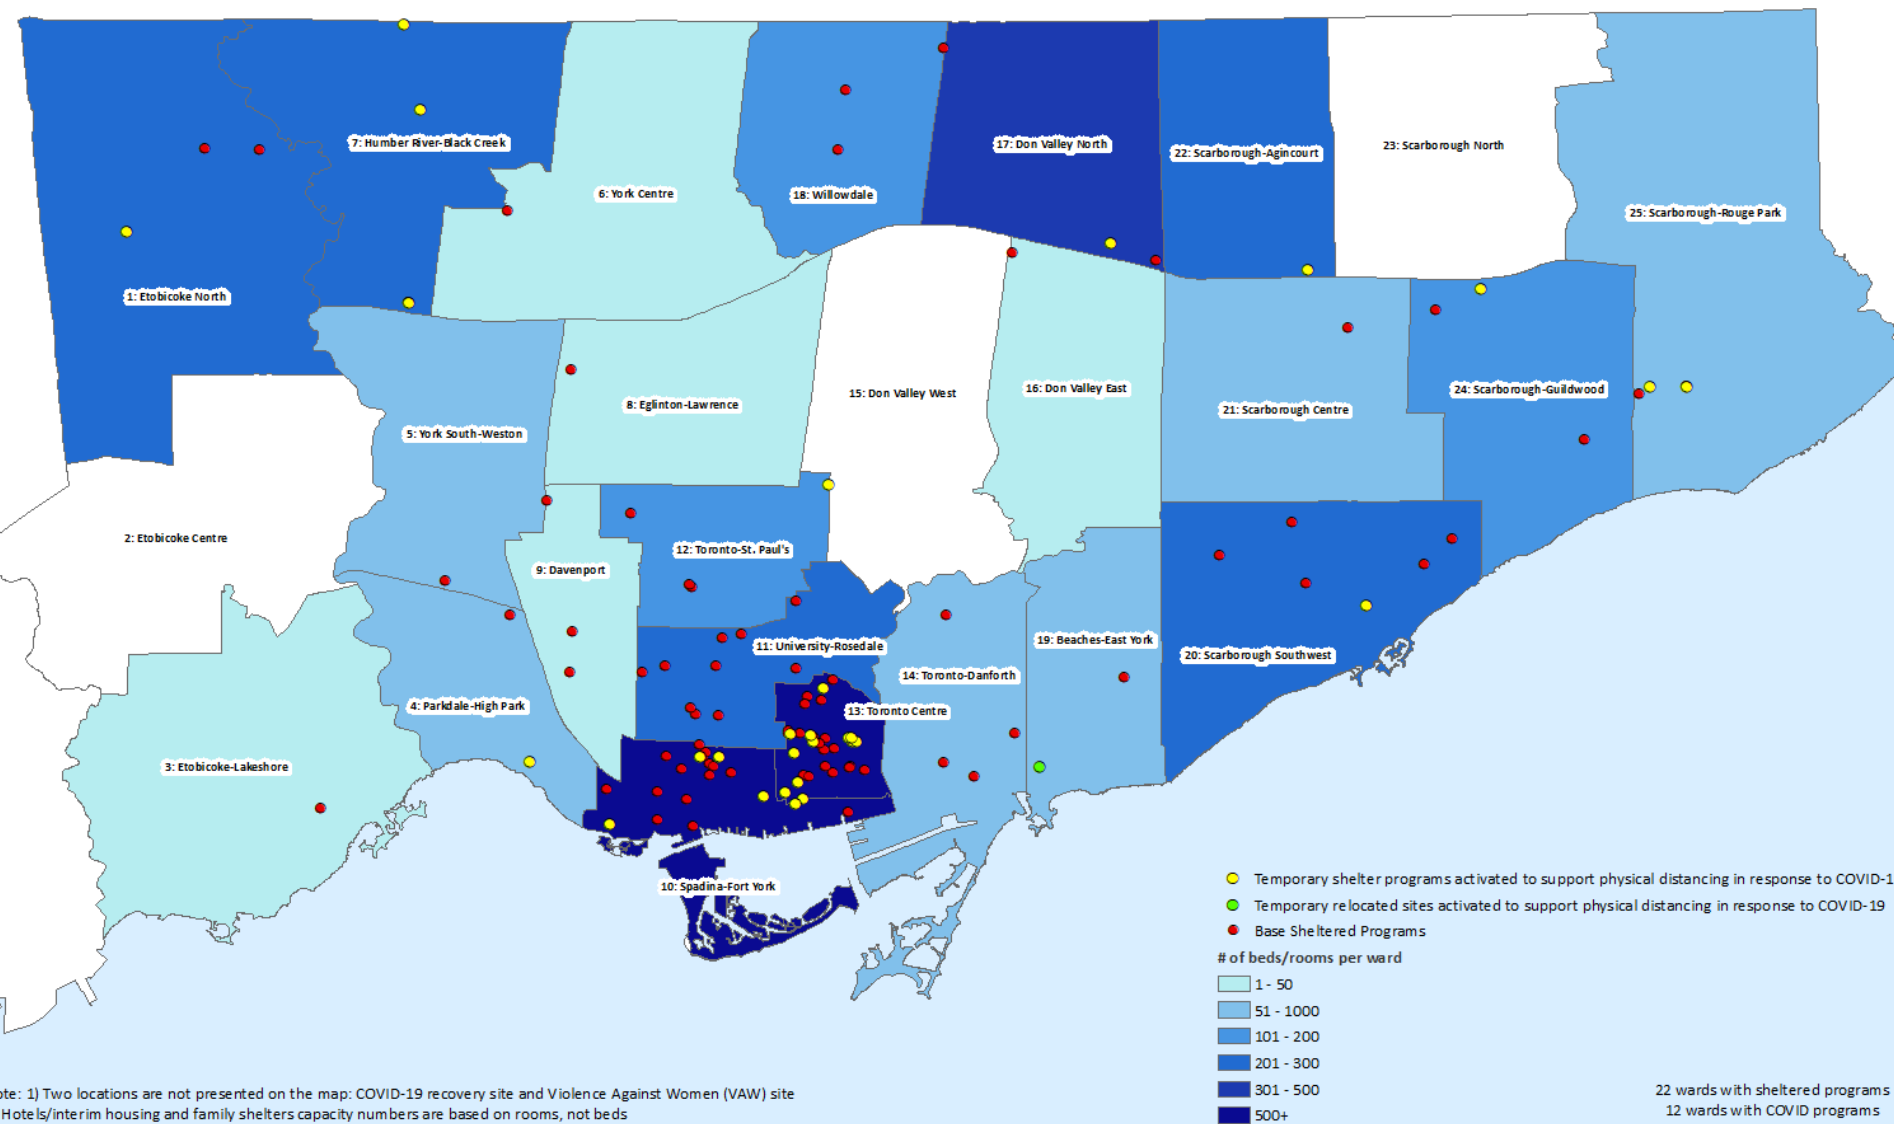 7: Humber River-Black Creek
17: Don Valley North
22: Scarborough-Agincourt
23: Scarborough North
6: York Centre
18: Willowdale
25: Scarborough-Rouge Park
1: Etobicoke North
15: Don Valley West
16: Don Valley East
24: Scarborough-Guildwood
8: Eglinton-Lawrence
21: Scarborough Centre
5: York South-Weston
2: Etobicoke Centre
12: Toronto-St. Paul's
9: Davenport
19: Beaches-East York
11: University-Rosedale
20: Scarborough Southwest
14: Toronto-Danforth
4: Parkdale-High Park
13: Toronto Centre
3: Etobicoke-Lakeshore
10: Spadina-Fort York
Temporary shelter programs activated to support physical distancing in response to COVID-1
Temporary relocated sites activated to support physical distancing in response to COVID-19
Base Sheltered Programs
# of beds/rooms per ward
1 - 50
51 - 1000
101 - 200
201 - 300
301 - 500
500+
ote: 1) Two locations are not presented on the map: COVID-19 recovery site and Violence Against Women (VAW) site
Hotels/interim housing and family shelters capacity numbers are based on rooms, not beds
22 wards with sheltered programs
12 wards with COVID programs